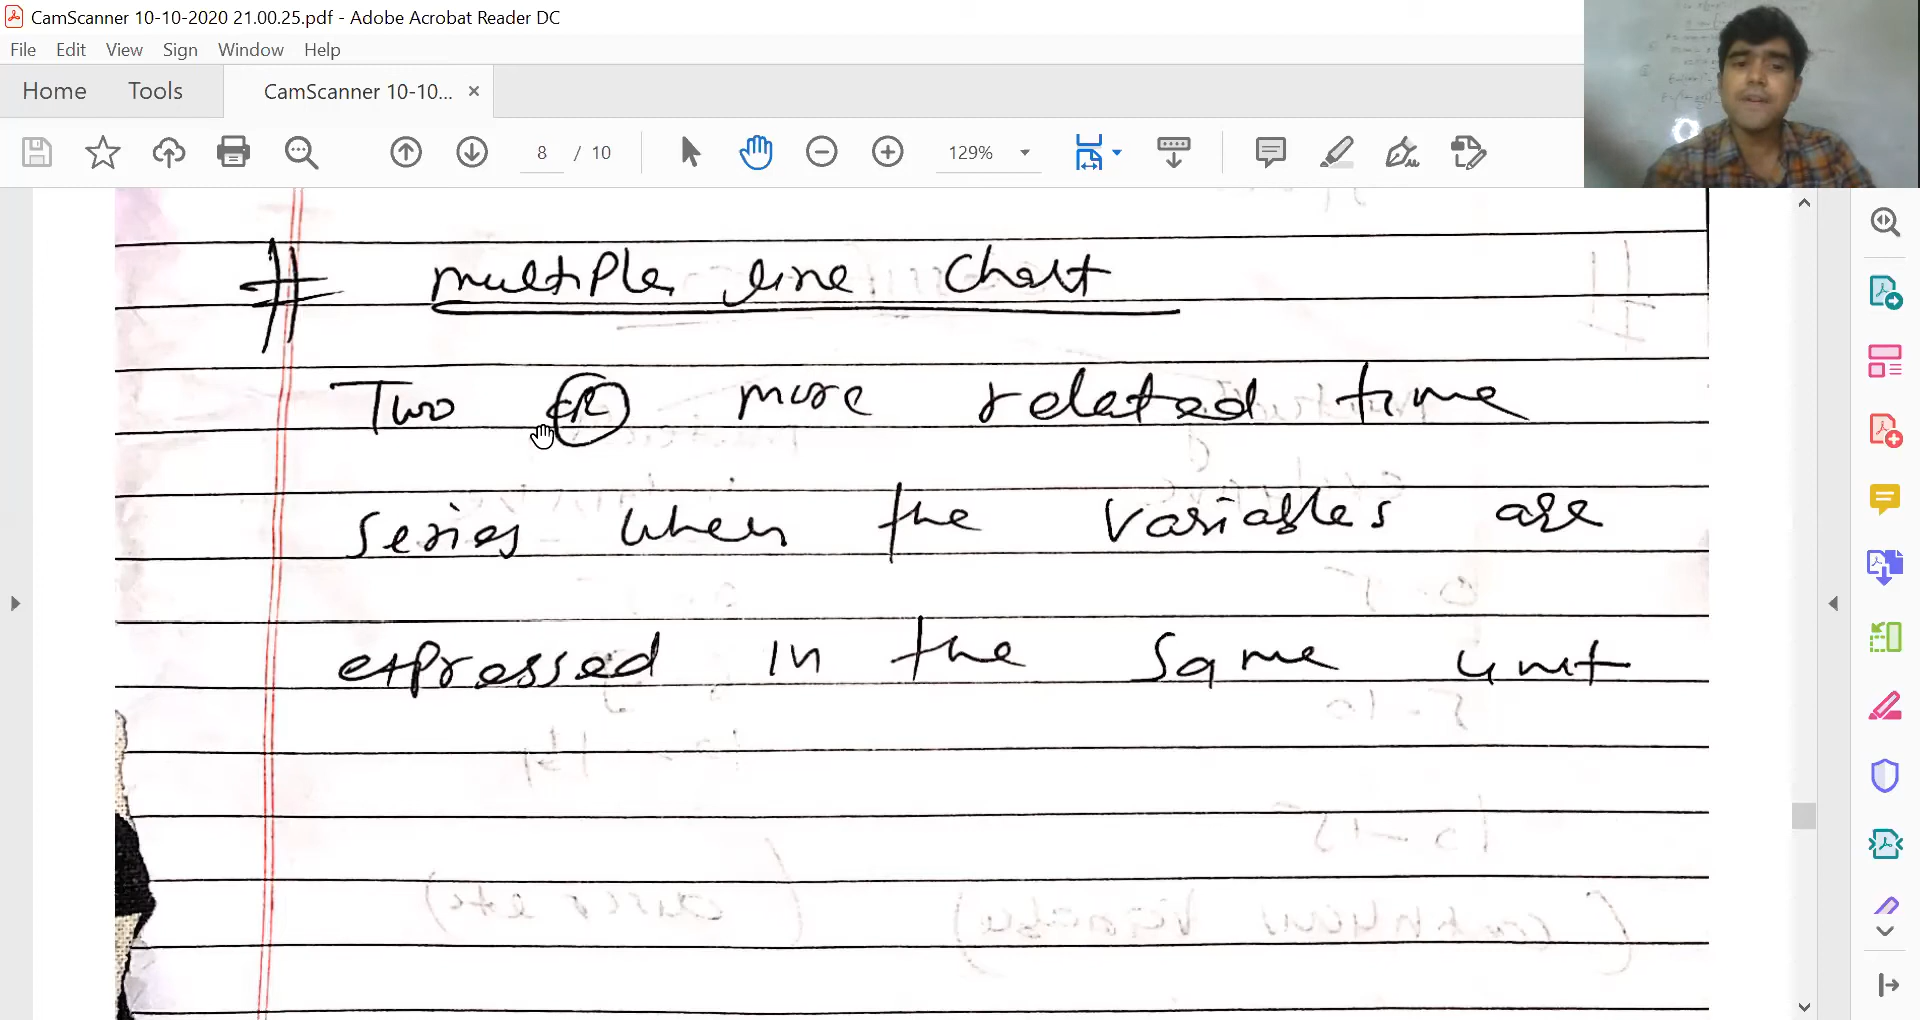 CamScanner 10-10-2020 21.00.25.pdf - Adobe Acrobat Reader DC
File Edit View Sign Window Help
Home Tools CamScanner 10-10... ×
8 / 10 129%
# multiple line Chart
Two OR more related time
series when the variables are
expressed in the same unit